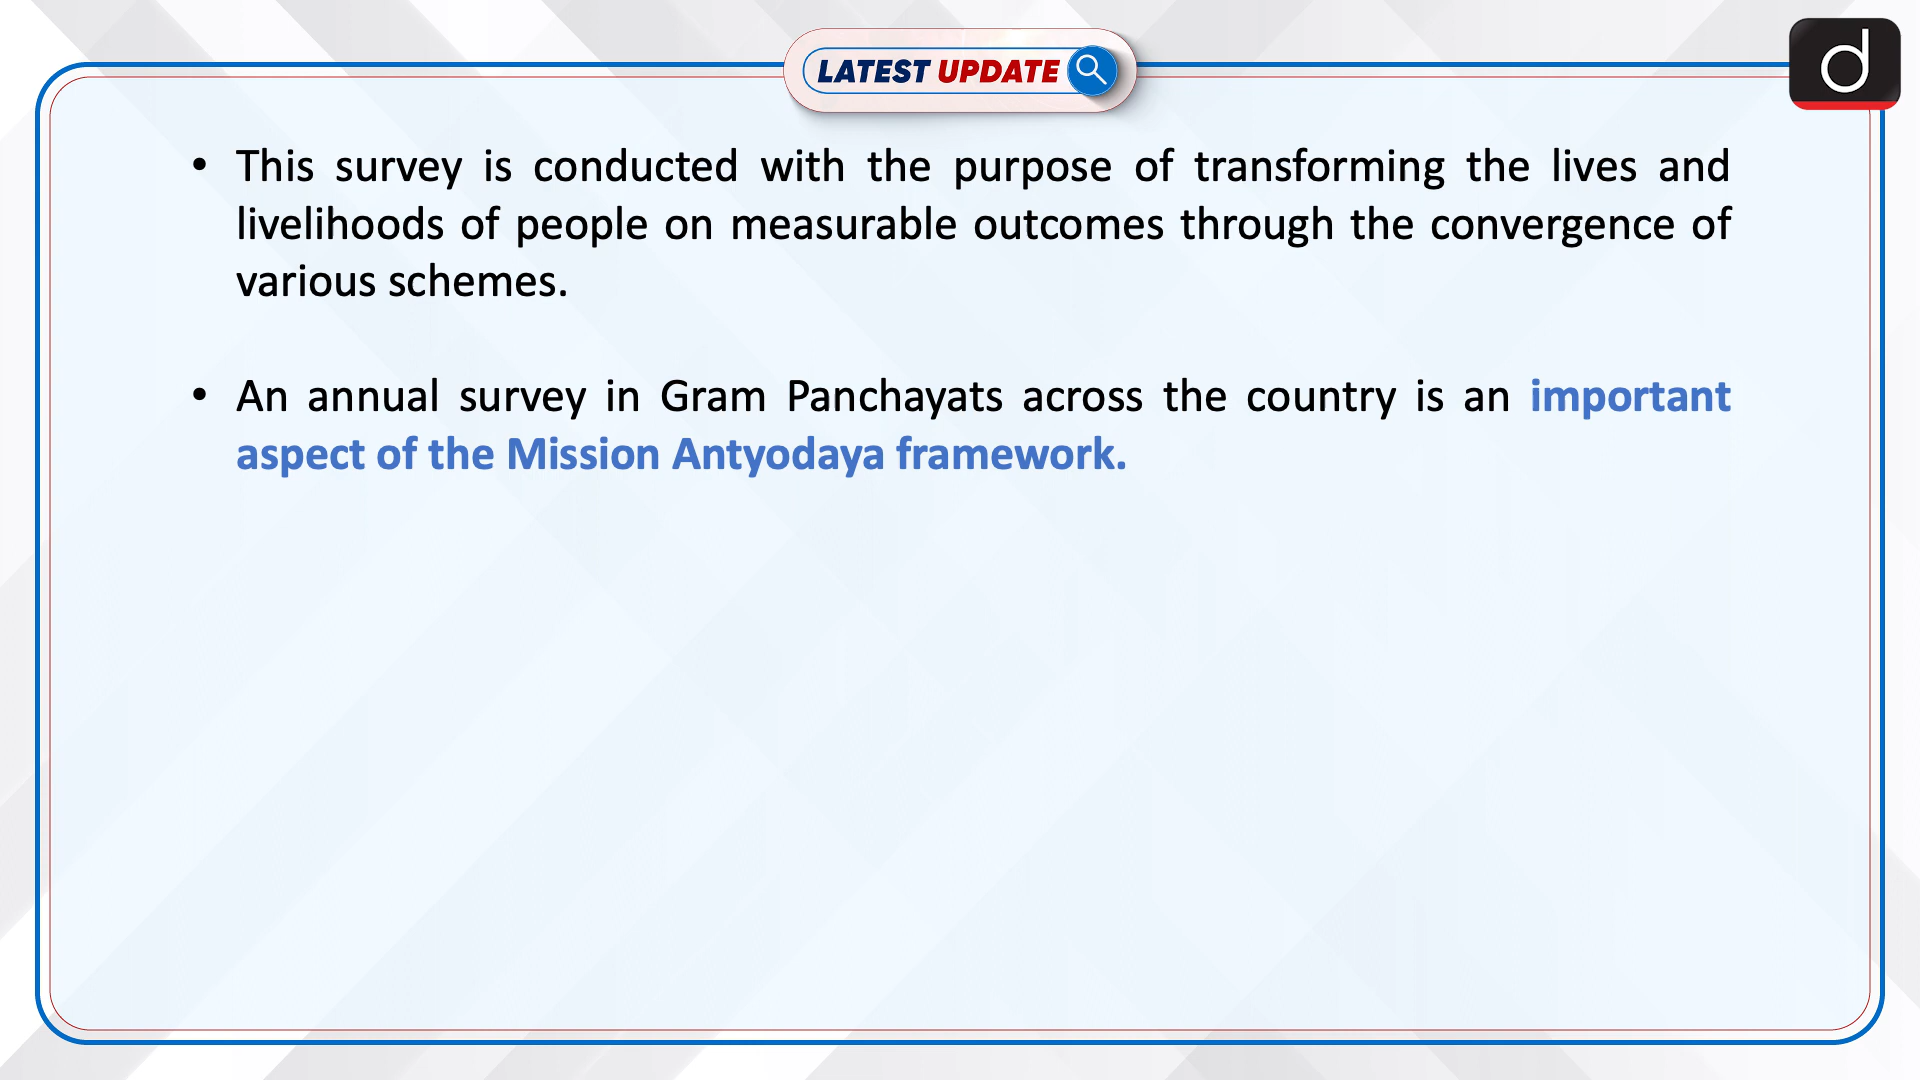 LATEST UPDATE
d
• This survey is conducted with the purpose of transforming the lives and
livelihoods of people on measurable outcomes through the convergence of
various schemes.
• An annual survey in Gram Panchayats across the country is an important
aspect of the Mission Antyodaya framework.